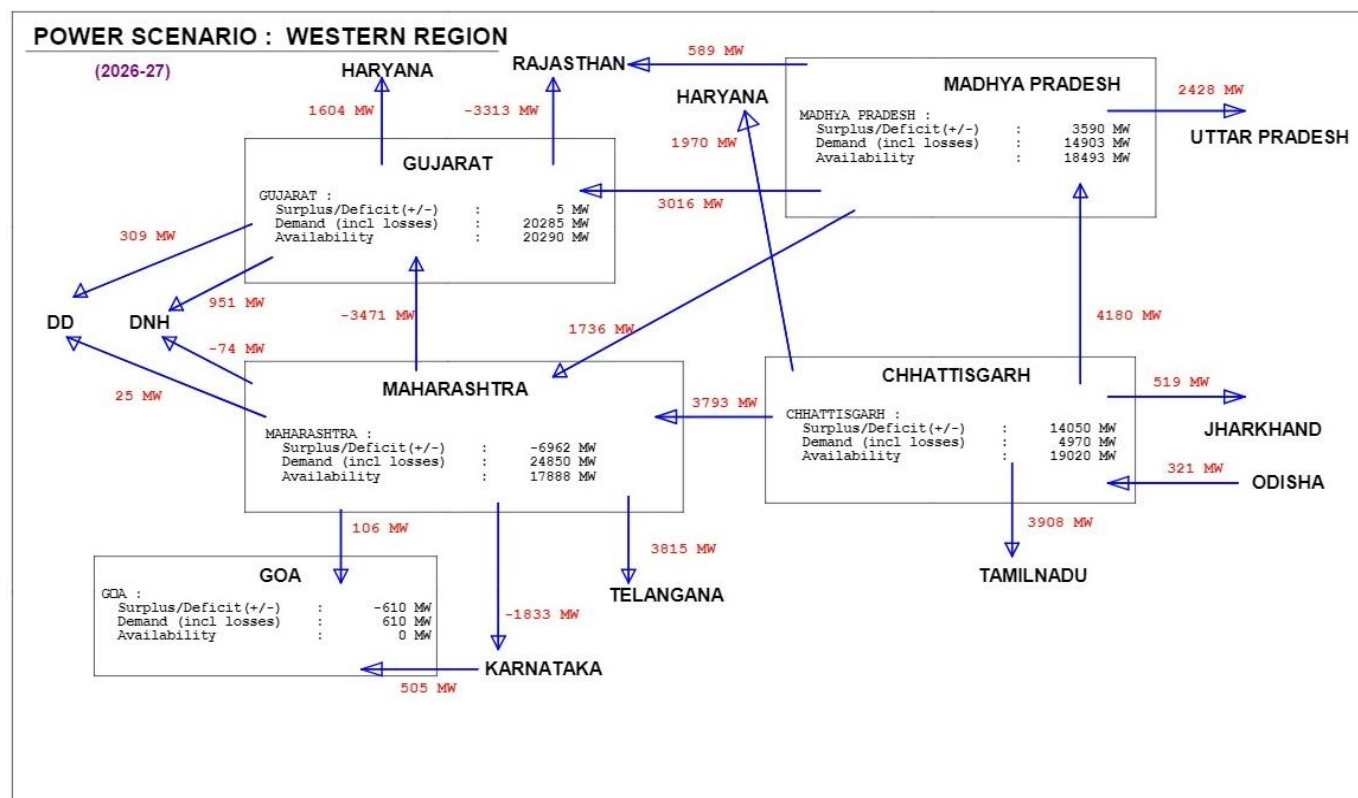 POWER SCENARIO : WESTERN REGION
(2026-27)
HARYANA
RAJASTHAN
589 MW
1604 MW
-3313 MW
HARYANA
1970 MW
MADHYA PRADESH
MADHYA PRADESH :
Surplus/Deficit(+/-) : 3590 MW
Demand (incl losses) : 14903 MW
Availability : 18493 MW
2428 MW
UTTAR PRADESH
GUJARAT
GUJARAT :
Surplus/Deficit(+/-) : 5 MW
Demand (incl losses) : 20285 MW
Availability : 20290 MW
3016 MW
309 MW
951 MW
DD
DNH
-3471 MW
1736 MW
4180 MW
-74 MW
25 MW
MAHARASHTRA
MAHARASHTRA :
Surplus/Deficit(+/-) : -6962 MW
Demand (incl losses) : 24850 MW
Availability : 17888 MW
3793 MW
CHHATTISGARH
CHHATTISGARH :
Surplus/Deficit(+/-) : 14050 MW
Demand (incl losses) : 4970 MW
Availability : 19020 MW
519 MW
JHARKHAND
321 MW
ODISHA
106 MW
3815 MW
3908 MW
TELANGANA
TAMILNADU
GOA
GOA :
Surplus/Deficit(+/-) : -610 MW
Demand (incl losses) : 610 MW
Availability : 0 MW
-1833 MW
KARNATAKA
505 MW